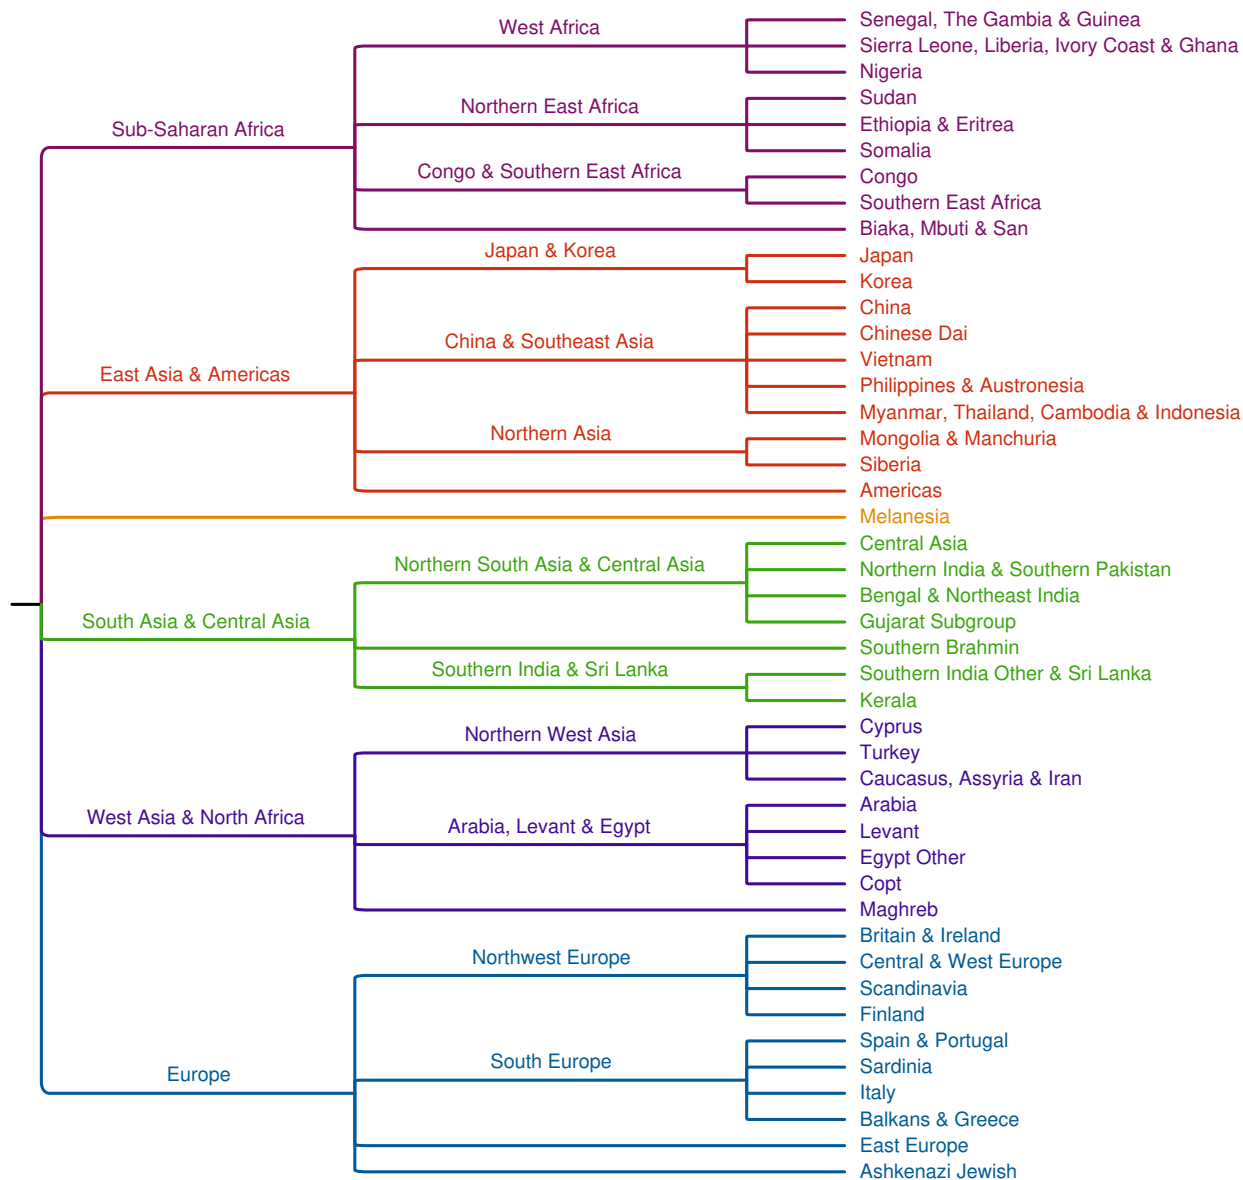 Sub-Saharan Africa
West Africa
Senegal, The Gambia & Guinea
Sierra Leone, Liberia, Ivory Coast & Ghana
Nigeria
Northern East Africa
Sudan
Ethiopia & Eritrea
Somalia
Congo & Southern East Africa
Congo
Southern East Africa
Biaka, Mbuti & San
East Asia & Americas
Japan & Korea
Japan
Korea
China & Southeast Asia
China
Chinese Dai
Vietnam
Philippines & Austronesia
Myanmar, Thailand, Cambodia & Indonesia
Northern Asia
Mongolia & Manchuria
Siberia
Americas
Melanesia
South Asia & Central Asia
Northern South Asia & Central Asia
Central Asia
Northern India & Southern Pakistan
Bengal & Northeast India
Gujarat Subgroup
Southern Brahmin
Southern India & Sri Lanka
Southern India Other & Sri Lanka
Kerala
West Asia & North Africa
Northern West Asia
Cyprus
Turkey
Caucasus, Assyria & Iran
Arabia, Levant & Egypt
Arabia
Levant
Egypt Other
Copt
Maghreb
Europe
Northwest Europe
Britain & Ireland
Central & West Europe
Scandinavia
Finland
South Europe
Spain & Portugal
Sardinia
Italy
Balkans & Greece
East Europe
Ashkenazi Jewish